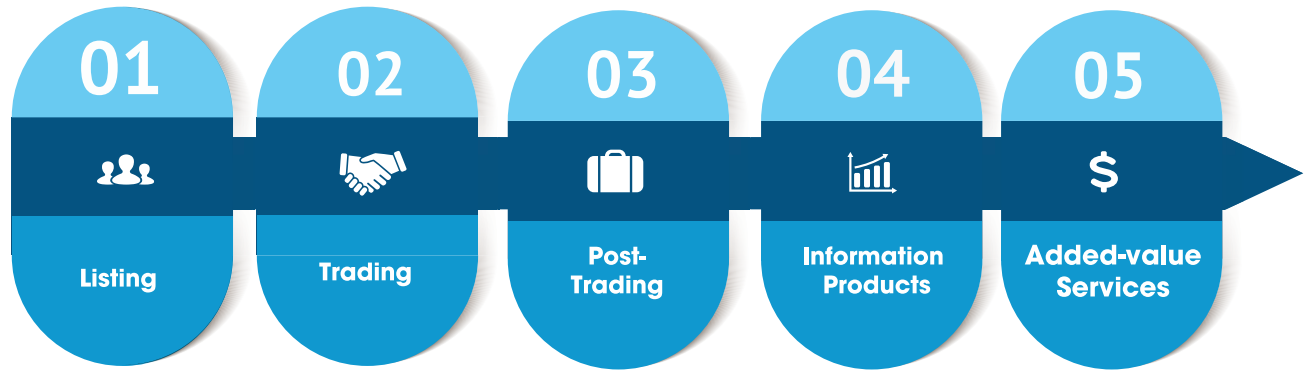 01
02
03
04
05
$
Listing
Trading
Post-
Trading
Information
Products
Added-value
Services